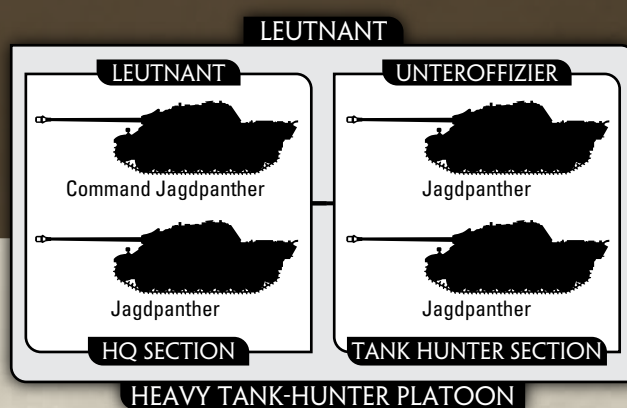 LEUTNANT
LEUTNANT
Command Jagdpanther
Jagdpanther
HQ SECTION
UNTEROFFIZIER
Jagdpanther
Jagdpanther
TANK HUNTER SECTION
HEAVY TANK-HUNTER PLATOON